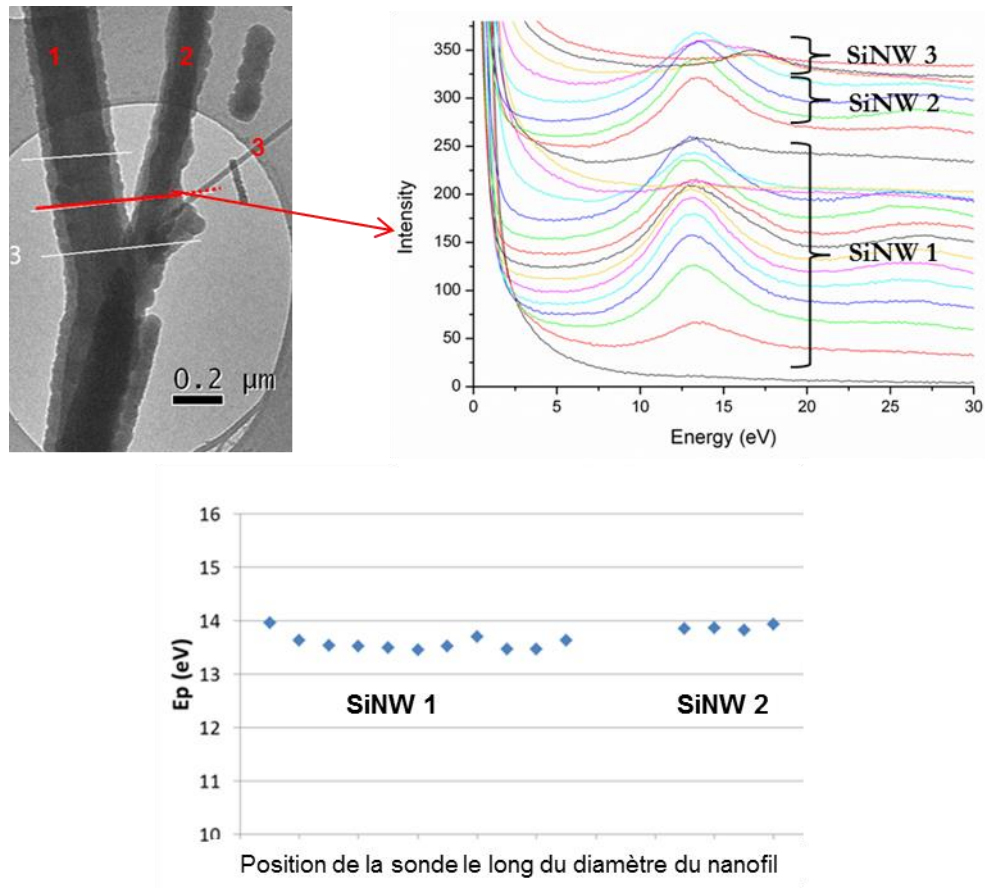 1
2
3
3
0.2 µm
350
300
250
200
150
100
50
0
Intensity
SiNW 3
SiNW 2
SiNW 1
0 5 10 15 20 25 30
Energy (eV)
16
15
14
13
12
11
10
Ep (eV)
SiNW 1 SiNW 2
Position de la sonde le long du diamètre du nanofil